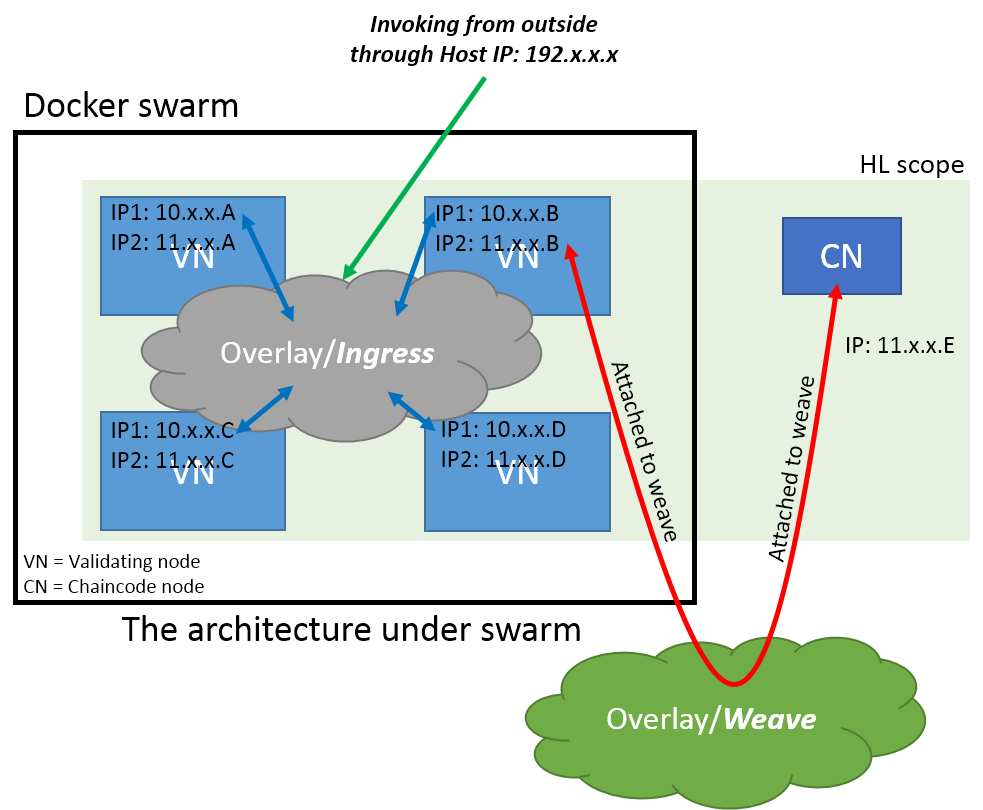 Invoking from outside
through Host IP: 192.x.x.x
Docker swarm
HL scope
IP1: 10.x.x.A
IP2: 11.x.x.A
VN
IP1: 10.x.x.B
IP2: 11.x.x.B
VN
CN
IP: 11.x.x.E
Overlay/Ingress
Attached to weave
Attached to weave
IP1: 10.x.x.C
IP2: 11.x.x.C
VN
IP1: 10.x.x.D
IP2: 11.x.x.D
VN
VN = Validating node
CN = Chaincode node
The architecture under swarm
Overlay/Weave